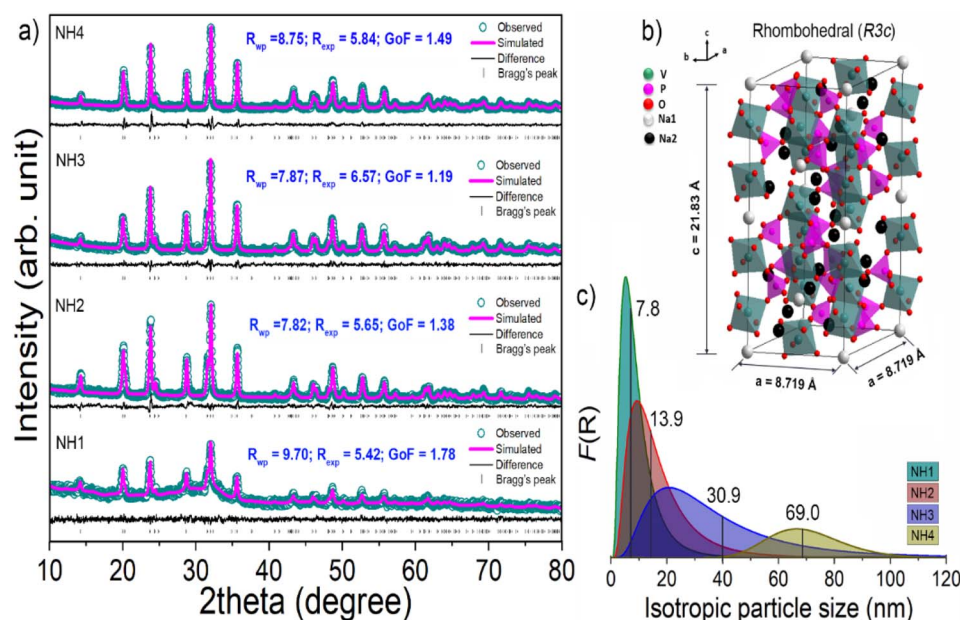 a)
Intensity (arb. unit)
NH4
R_wp = 8.75; R_exp = 5.84; GoF = 1.49
Observed
Simulated
Difference
Bragg's peak
NH3
R_wp = 7.87; R_exp = 6.57; GoF = 1.19
Observed
Simulated
Difference
Bragg's peak
NH2
R_wp =7.82; R_exp = 5.65; GoF = 1.38
Observed
Simulated
Difference
Bragg's peak
NH1
R_wp = 9.70; R_exp = 5.42; GoF = 1.78
Observed
Simulated
Difference
Bragg's peak
10 20 30 40 50 60 70 80
2theta (degree)
b)
Rhombohedral (R3c)
c
b a
V
P
O
Na1
Na2
c = 21.83 Å
a = 8.719 Å
a = 8.719 Å
c)
F(R)
7.8
13.9
30.9
69.0
NH1
NH2
NH3
NH4
0 20 40 60 80 100 120
Isotropic particle size (nm)